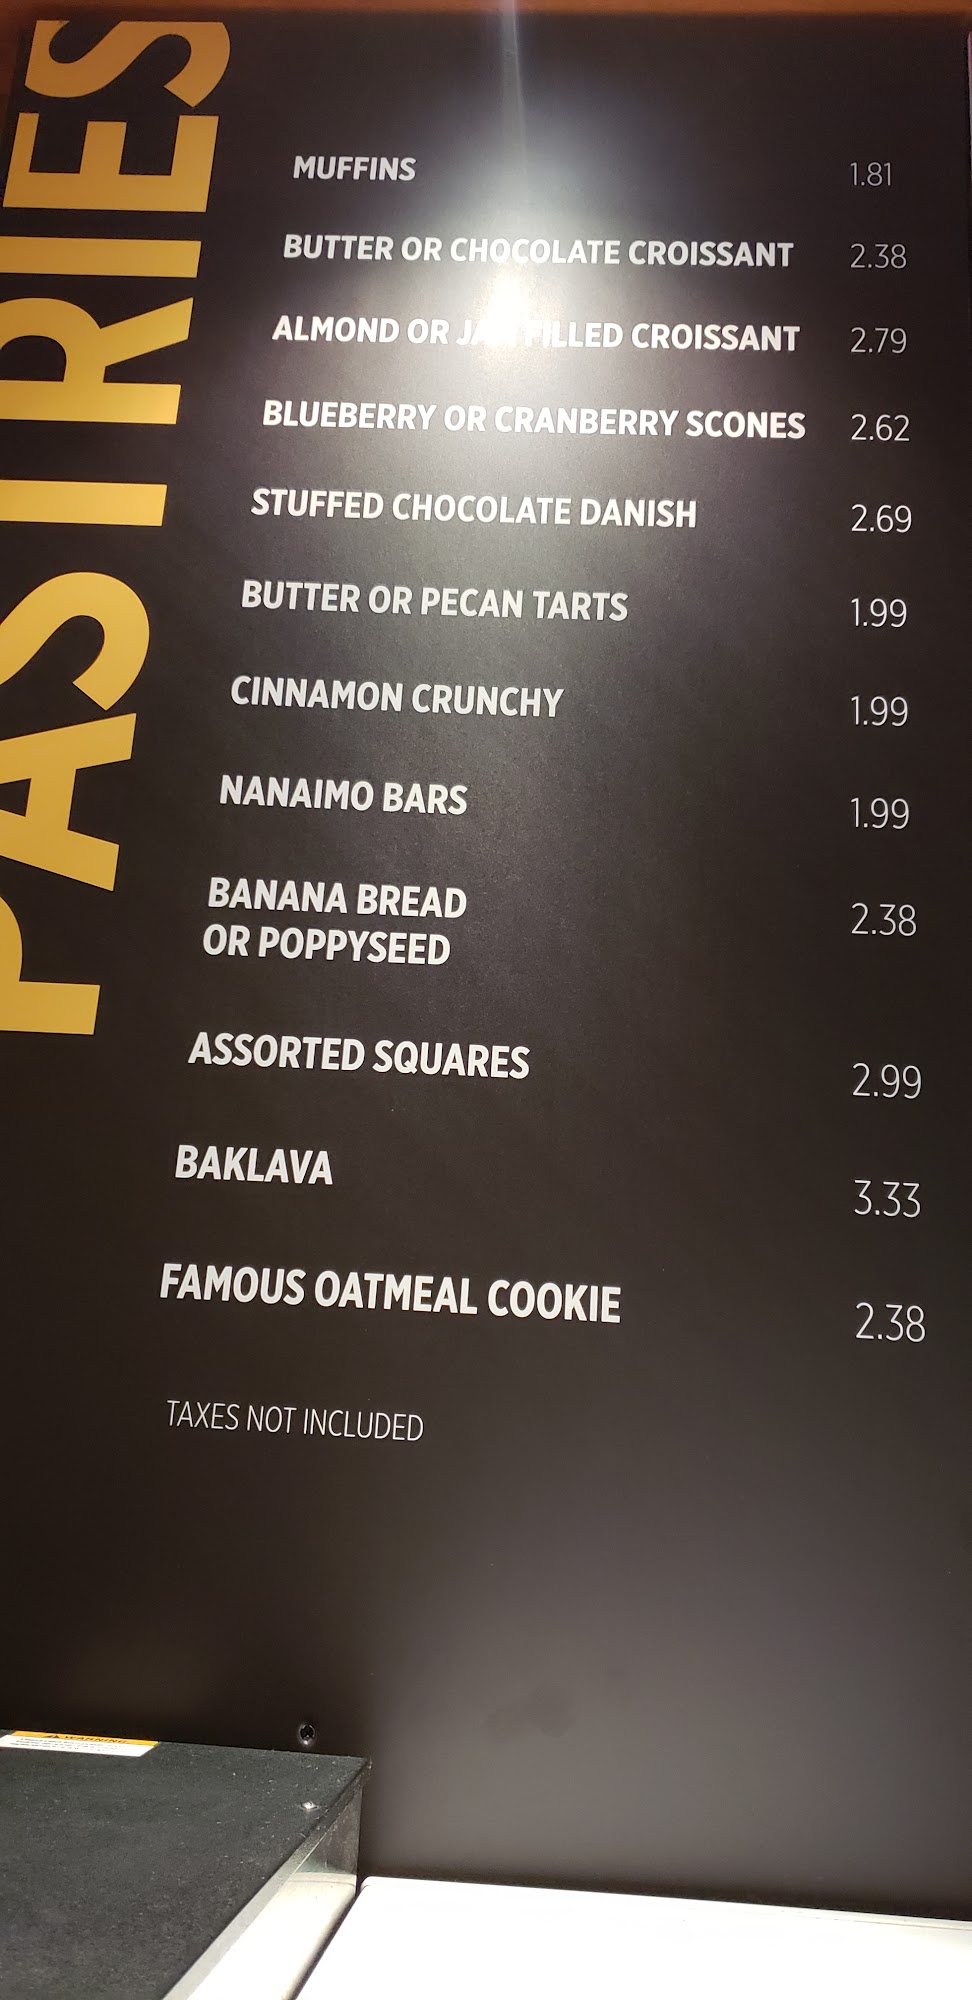 PASTRIES
MUFFINS 1.81
BUTTER OR CHOCOLATE CROISSANT 2.38
ALMOND OR JAM FILLED CROISSANT 2.79
BLUEBERRY OR CRANBERRY SCONES 2.62
STUFFED CHOCOLATE DANISH 2.69
BUTTER OR PECAN TARTS 1.99
CINNAMON CRUNCHY 1.99
NANAIMO BARS 1.99
BANANA BREAD 2.38
OR POPPYSEED
ASSORTED SQUARES 2.99
BAKLAVA 3.33
FAMOUS OATMEAL COOKIE 2.38
TAXES NOT INCLUDED
WARNING